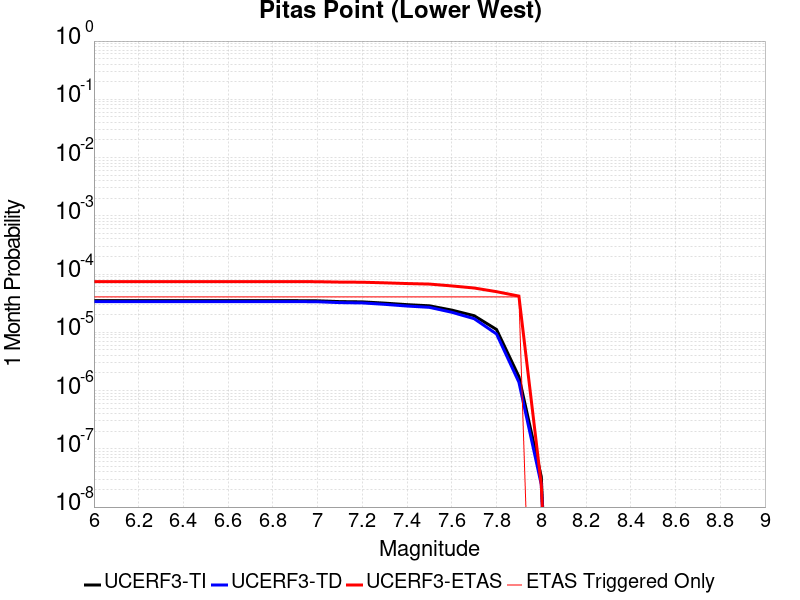 Pitas Point (Lower West)
10 0
10 -1
10 -2
10 -3
10 -4
10 -5
10 -6
10 -7
10 -8
1 Month Probability
6 6.2 6.4 6.6 6.8 7 7.2 7.4 7.6 7.8 8 8.2 8.4 8.6 8.8 9
Magnitude
UCERF3-TI UCERF3-TD UCERF3-ETAS ETAS Triggered Only